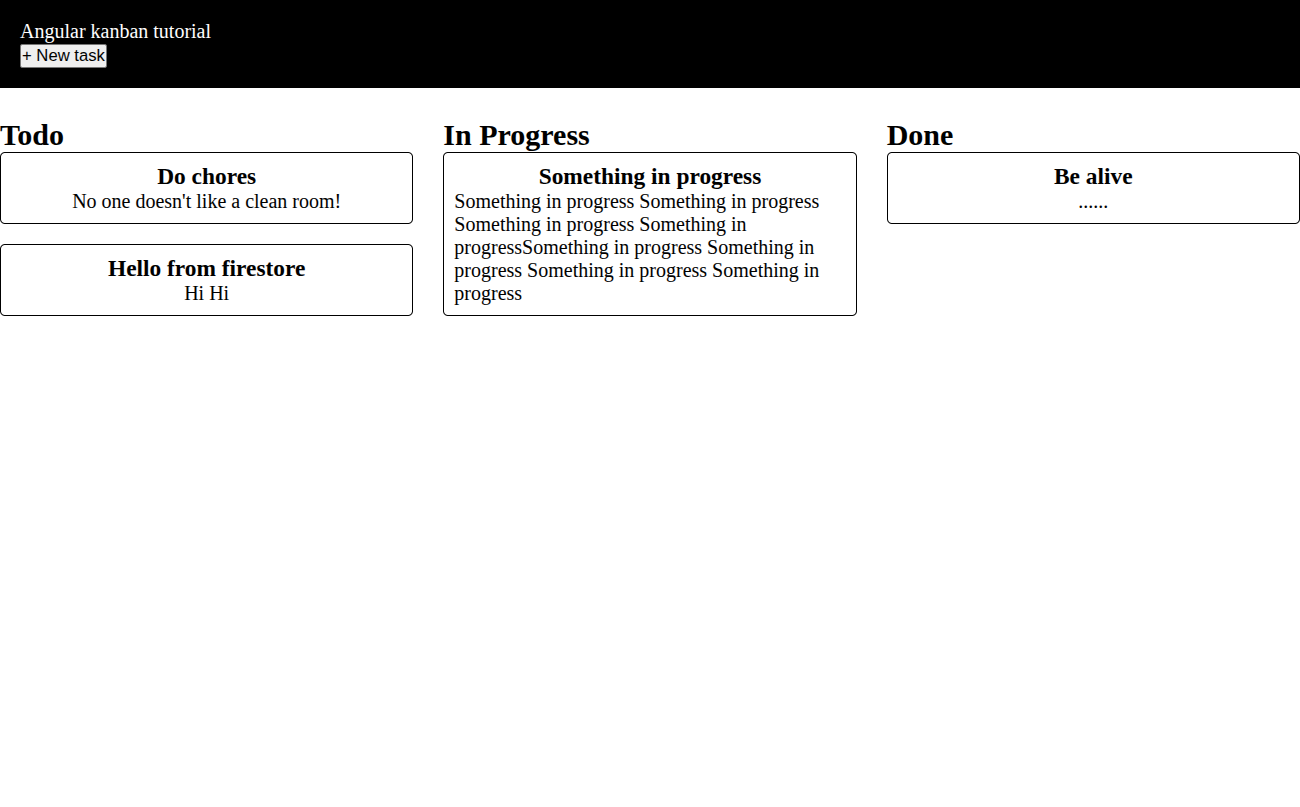 Angular kanban tutorial
+ New task
Todo
Do chores
No one doesn't like a clean room!
Hello from firestore
Hi Hi
In Progress
Something in progress
Something in progress Something in progress
Something in progress Something in
progressSomething in progress Something in
progress Something in progress Something in
progress
Done
Be alive
......